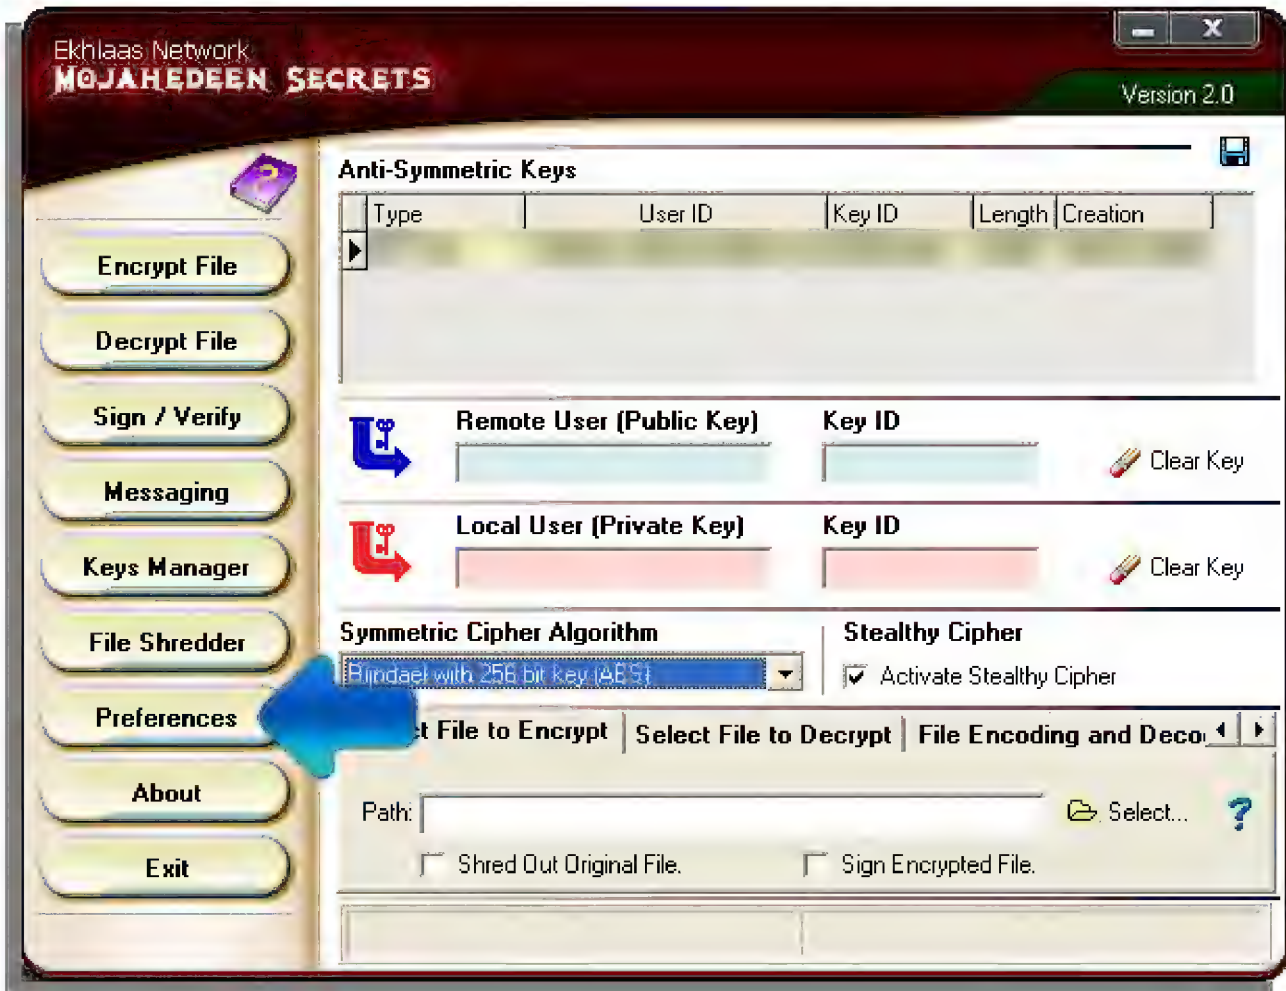 Ekhlaas Network
MOJAHEDEEN SECRETS
Version 2.0
Anti-Symmetric Keys
Type User ID Key ID Length Creation
Encrypt File
Decrypt File
Sign / Verify
Messaging
Keys Manager
File Shredder
Preferences
About
Exit
Remote User (Public Key) Key ID
Clear Key
Local User (Private Key) Key ID
Clear Key
Symmetric Cipher Algorithm Stealthy Cipher
Rijndael with 256 bit key (AES) Activate Stealthy Cipher
File to Encrypt Select File to Decrypt File Encoding and Deco
Path: Select... ?
Shred Out Original File. Sign Encrypted File.